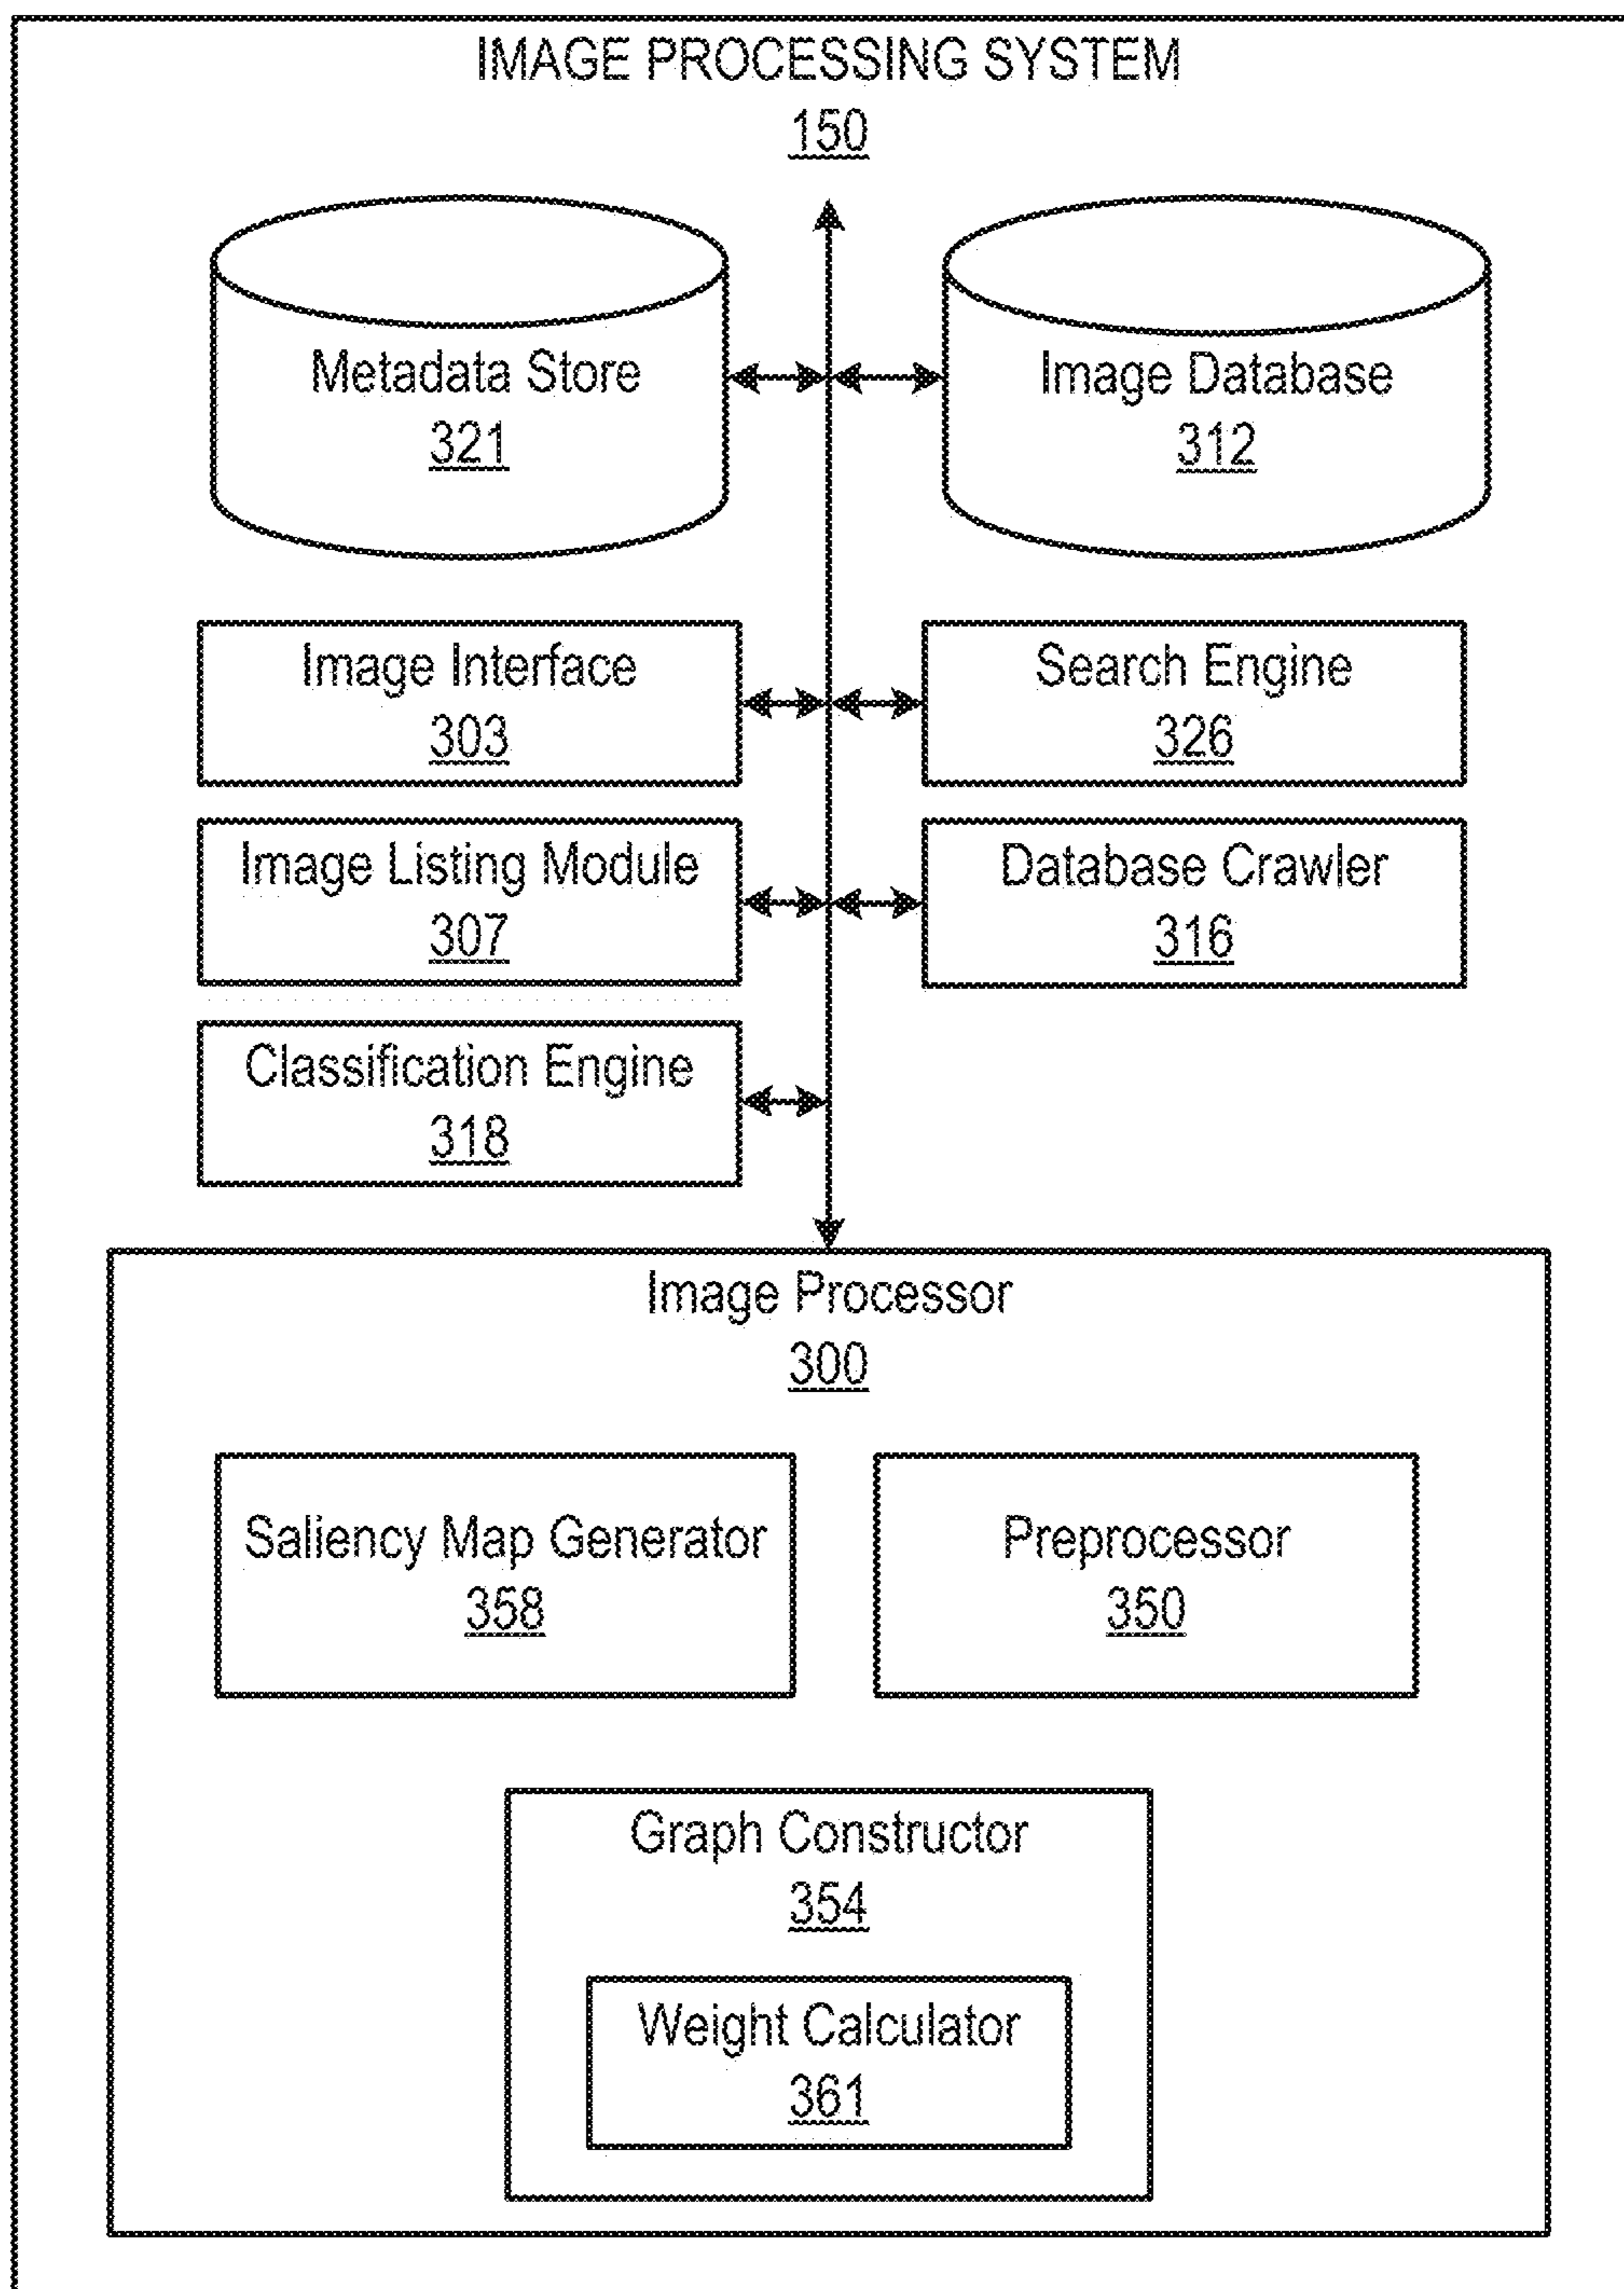 IMAGE PROCESSING SYSTEM
150
Metadata Store
321
Image Database
312
Image Interface
303
Search Engine
326
Image Listing Module
307
Database Crawler
316
Classification Engine
318
Image Processor
300
Saliency Map Generator
358
Preprocessor
350
Graph Constructor
354
Weight Calculator
361